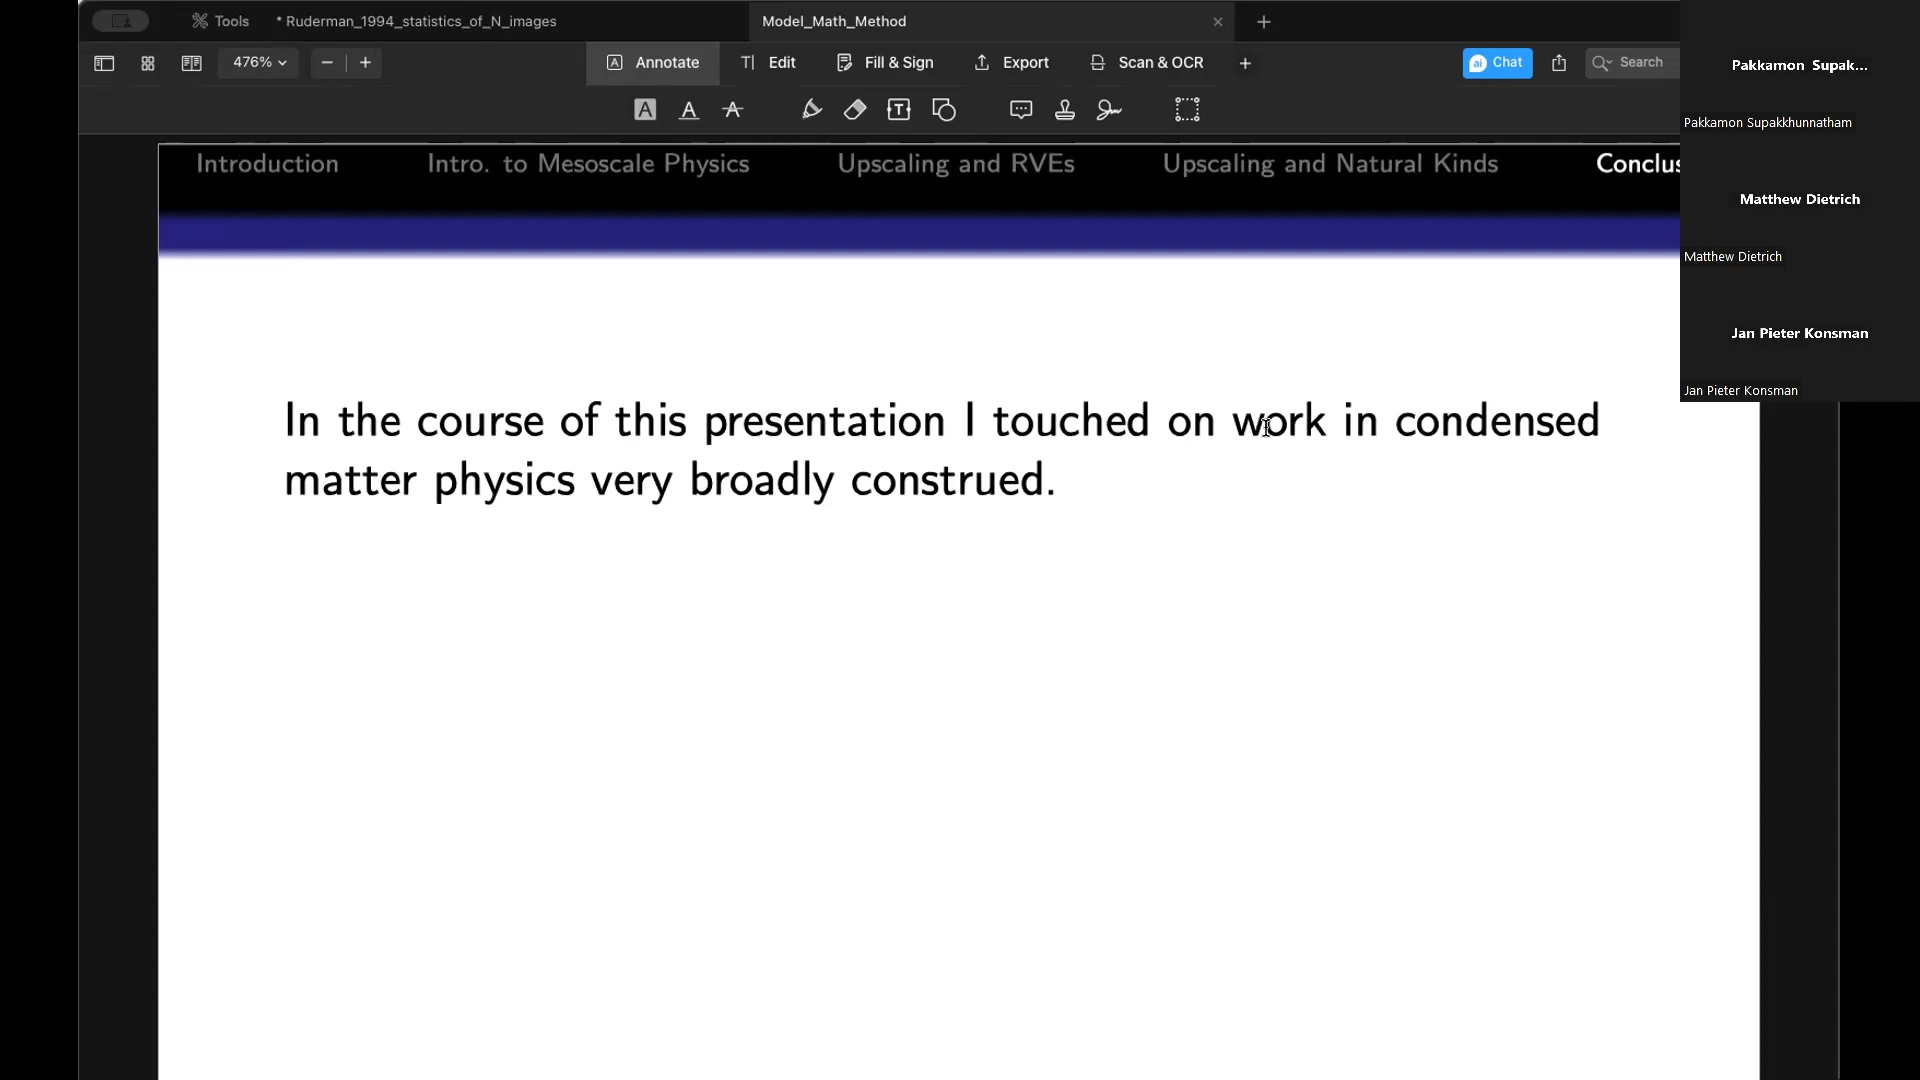 Tools
* Ruderman_1994_statistics_of_N_images
Model_Math_Method
476%
Annotate
Edit
Fill & Sign
Export
Scan & OCR
ai Chat
Search
Introduction
Intro. to Mesoscale Physics
Upscaling and RVEs
Upscaling and Natural Kinds
Conclus
In the course of this presentation I touched on work in condensed
matter physics very broadly construed.
Pakkamon Supak...
Pakkamon Supakkhunnatham
Matthew Dietrich
Matthew Dietrich
Jan Pieter Konsman
Jan Pieter Konsman